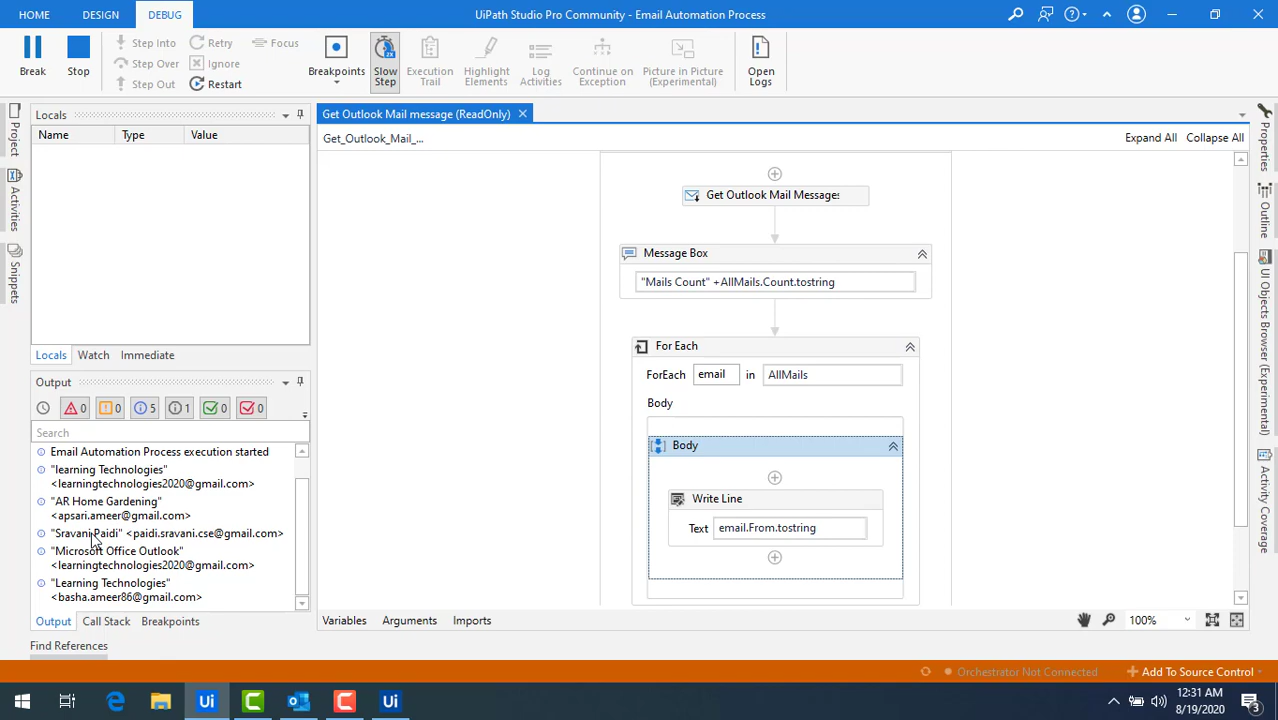 HOME DESIGN DEBUG UiPath Studio Pro Community - Email Automation Process
Break Stop Step Into Step Over Step Out Retry Ignore Restart Focus Breakpoints Slow Step Execution Trail Highlight Elements Log Activities Continue on Exception Picture in Picture (Experimental) Open Logs
Project
Activities
Snippets
Locals
Name Type Value
Locals Watch Immediate
Output
0 0 5 1 0 0
Search
Email Automation Process execution started
"learning Technologies"
<learningtechnologies2020@gmail.com>
"AR Home Gardening"
<apsari.ameer@gmail.com>
"Sravani Paidi" <paidi.sravani.cse@gmail.com>
"Microsoft Office Outlook"
<learningtechnologies2020@gmail.com>
"Learning Technologies"
<basha.ameer86@gmail.com>
Output Call Stack Breakpoints
Find References
Get Outlook Mail message (ReadOnly)
Get_Outlook_Mail_... Expand All Collapse All
Get Outlook Mail Messages
Message Box
"Mails Count" +AllMails.Count.tostring
For Each
ForEach email in AllMails
Body
Body
Write Line
Text email.From.tostring
Variables Arguments Imports 100%
Properties
Outline
UI Objects Browser (Experimental)
Activity Coverage
Orchestrator Not Connected Add To Source Control
Ui Ui
12:31 AM
8/19/2020
3